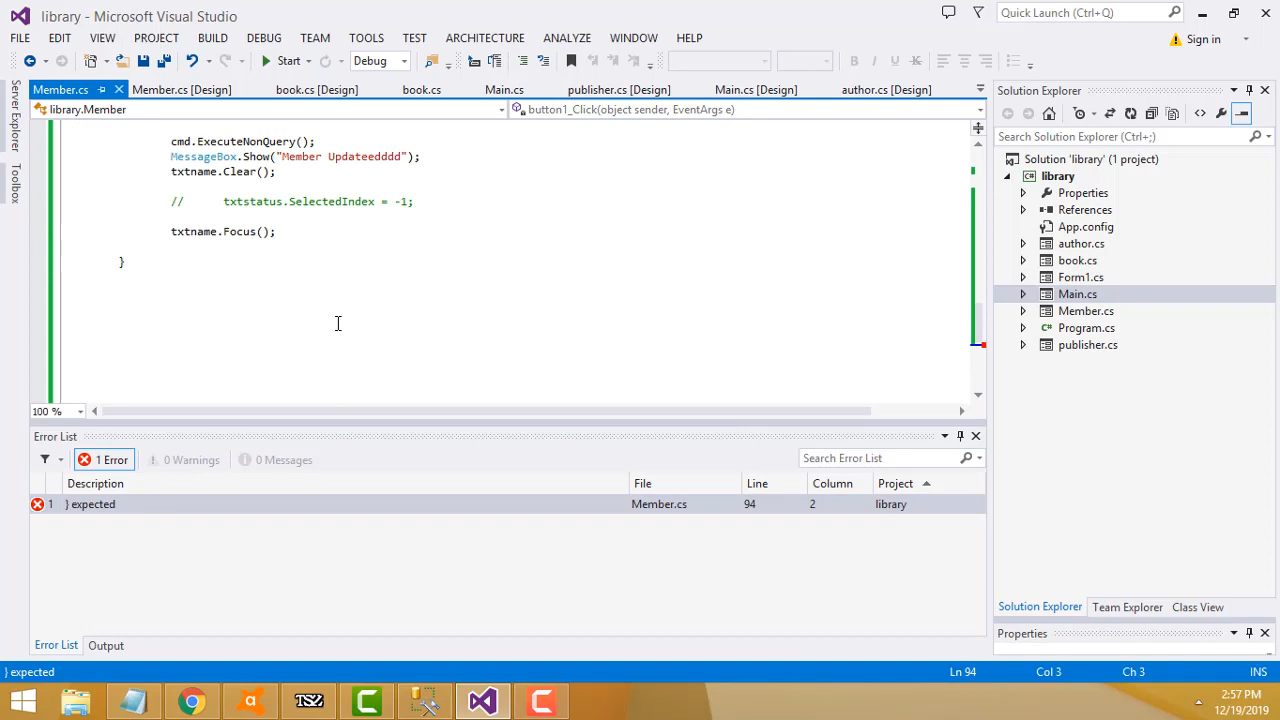 library - Microsoft Visual Studio
Quick Launch (Ctrl+Q)
FILE EDIT VIEW PROJECT BUILD DEBUG TEAM TOOLS TEST ARCHITECTURE ANALYZE WINDOW HELP
Sign in
Start Debug
Server Explorer
Toolbox
Member.cs Member.cs [Design] book.cs [Design] book.cs Main.cs publisher.cs [Design] Main.cs [Design] author.cs [Design]
library.Member button1_Click(object sender, EventArgs e)
cmd.ExecuteNonQuery();
MessageBox.Show("Member Updateedddd");
txtname.Clear();
// txtstatus.SelectedIndex = -1;
txtname.Focus();
}
100 %
Solution Explorer
Search Solution Explorer (Ctrl+;)
Solution 'library' (1 project)
library
Properties
References
App.config
author.cs
book.cs
Form1.cs
Main.cs
Member.cs
Program.cs
publisher.cs
Error List
1 Error 0 Warnings 0 Messages Search Error List
Description File Line Column Project
1 } expected Member.cs 94 2 library
Solution Explorer Team Explorer Class View
Properties
Error List Output
} expected Ln 94 Col 3 Ch 3 INS
TSZ
2:57 PM
12/19/2019